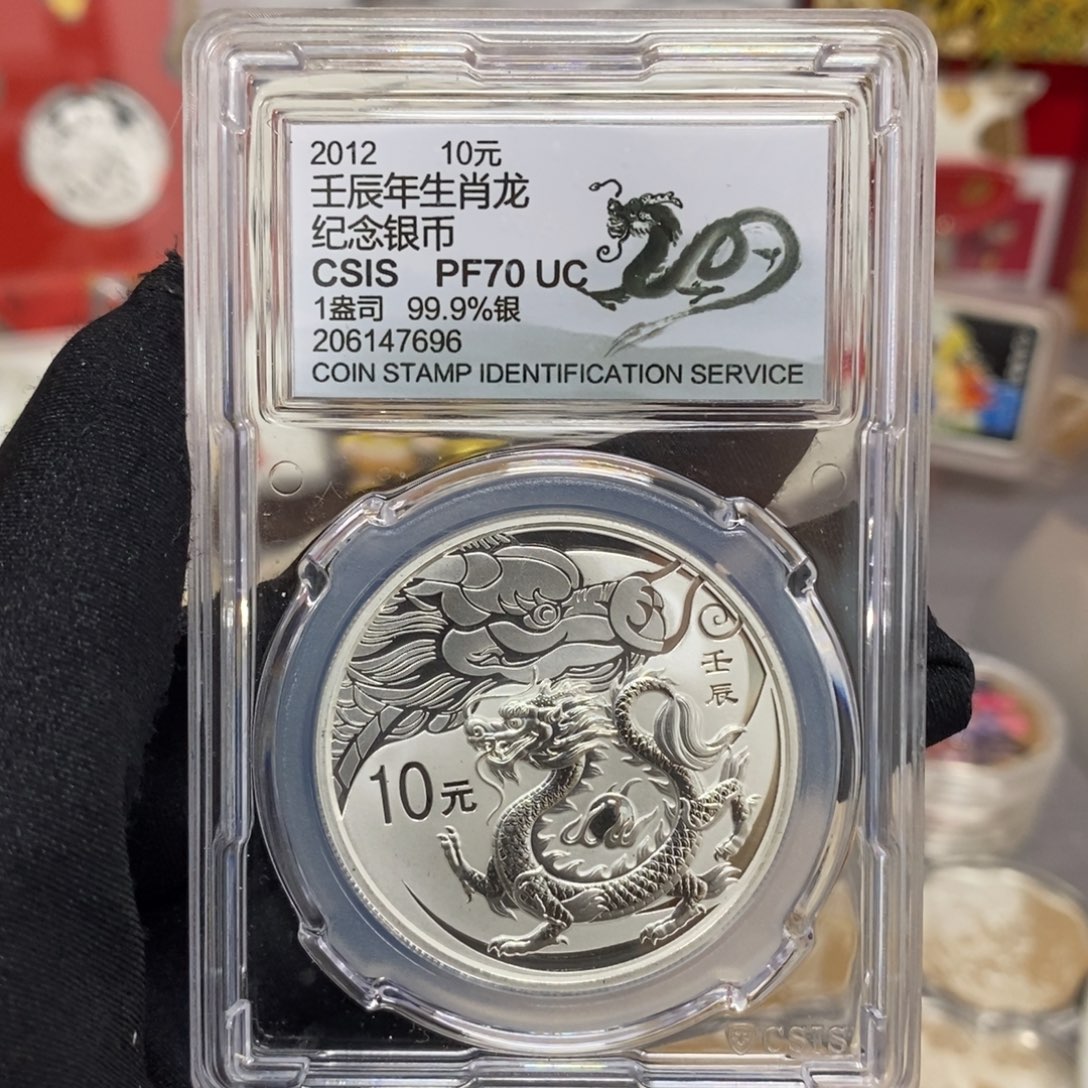 2012 10元
壬辰年生肖龙
纪念银币
CSIS PF70 UC
1盎司 99.9%银
206147696
COIN STAMP IDENTIFICATION SERVICE
壬辰
10元
CSIS